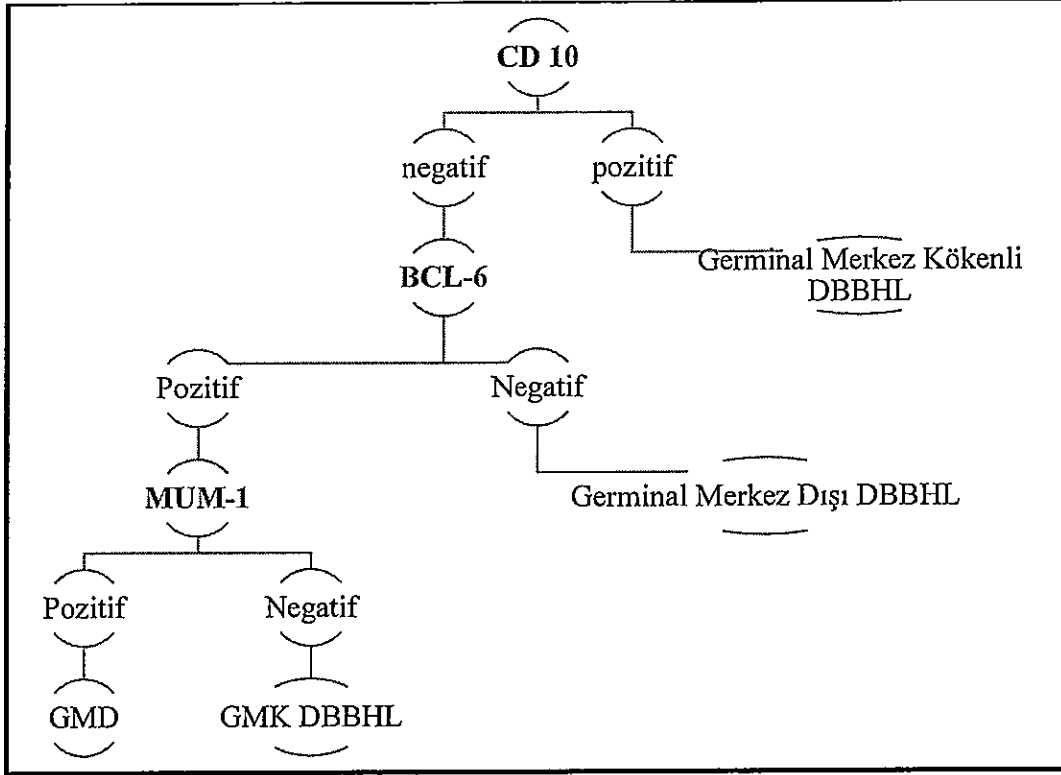 CD 10
negatif
pozitif
BCL-6
Germinal Merkez Kökenli
DBBHL
Pozitif
Negatif
MUM-1
Germinal Merkez Dışı DBBHL
Pozitif
Negatif
GMD
GMK DBBHL